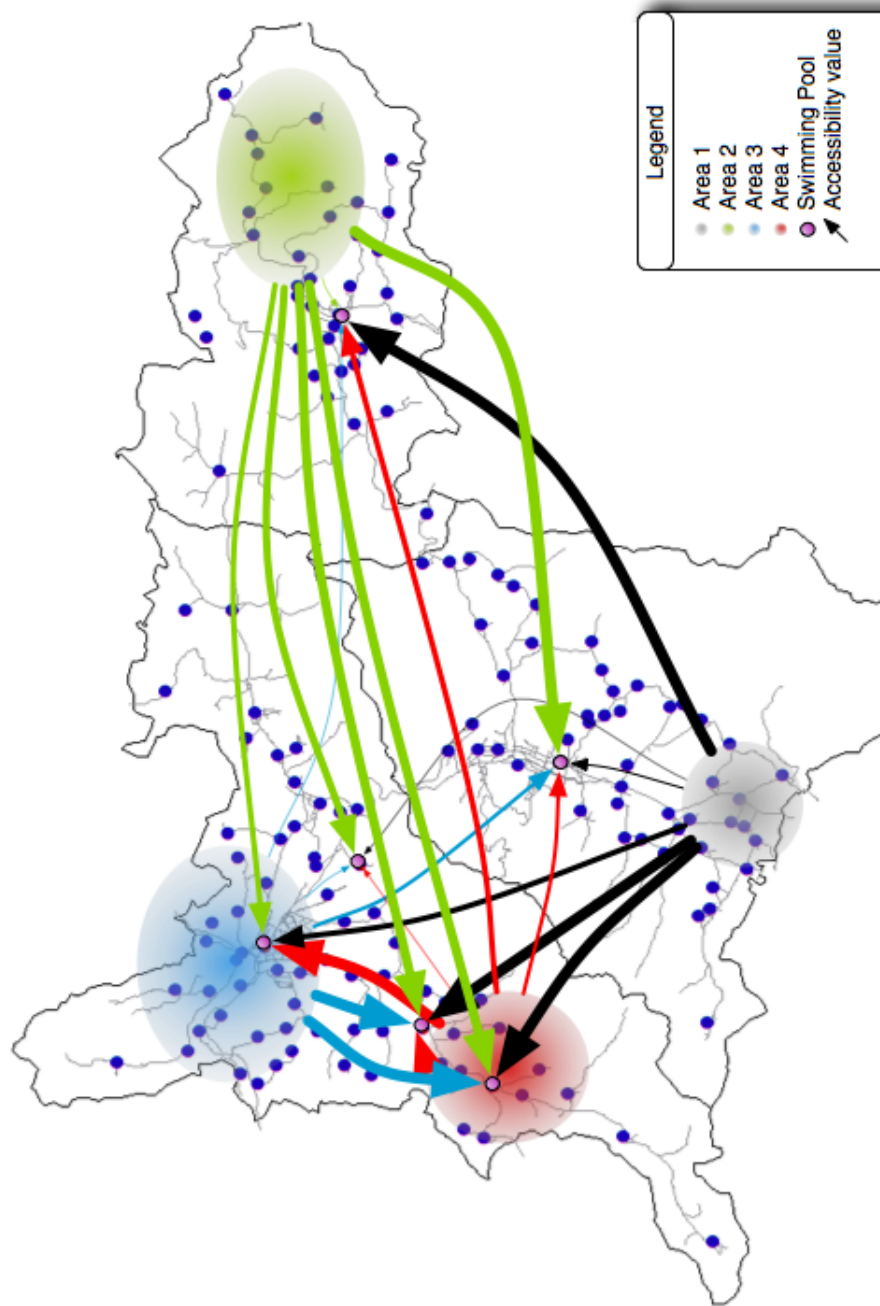 Legend
Area 1
Area 2
Area 3
Area 4
Swimming Pool
Accessibility value